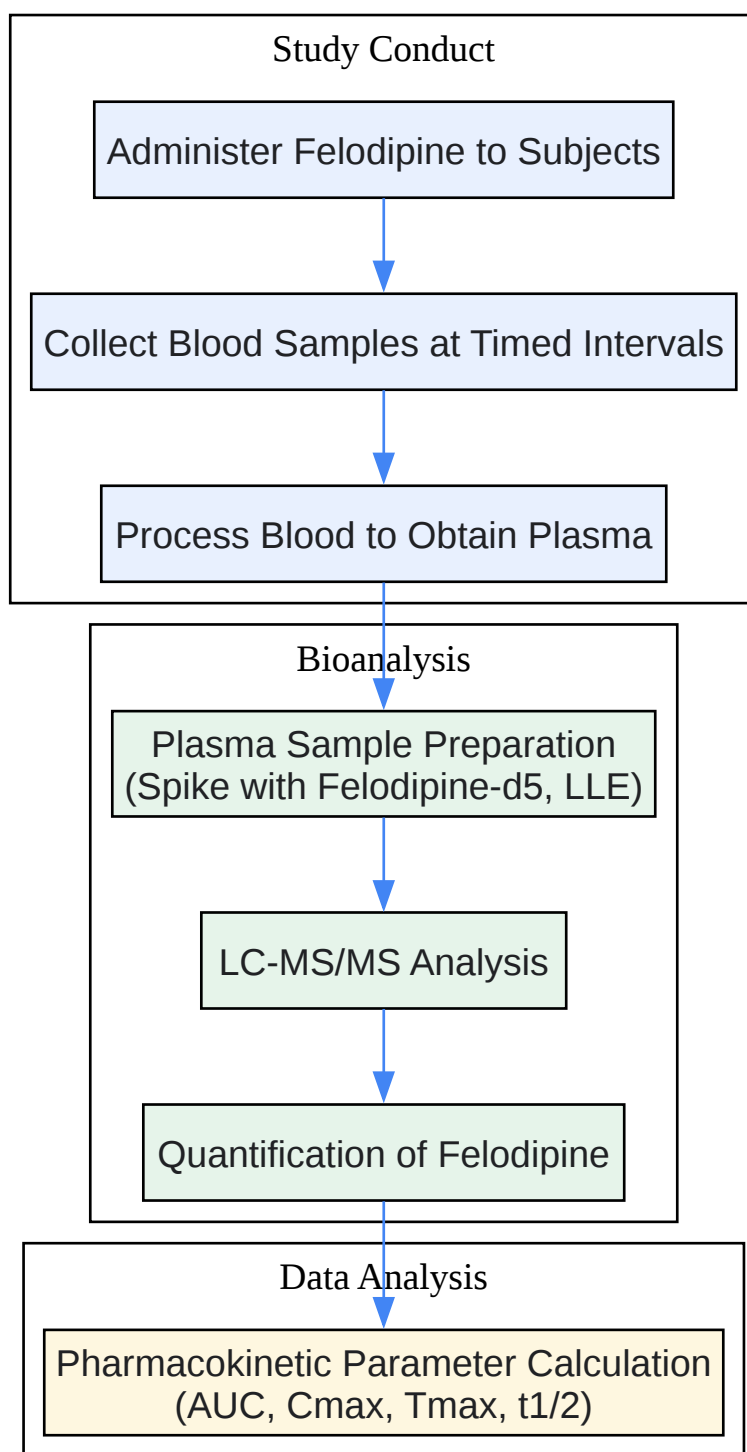 Study Conduct
Administer Felodipine to Subjects
Collect Blood Samples at Timed Intervals
Process Blood to Obtain Plasma
Bioanalysis
Plasma Sample Preparation
(Spike with Felodipine-d5, LLE)
LC-MS/MS Analysis
Quantification of Felodipine
Data Analysis
Pharmacokinetic Parameter Calculation
(AUC, Cmax, Tmax, t1/2)